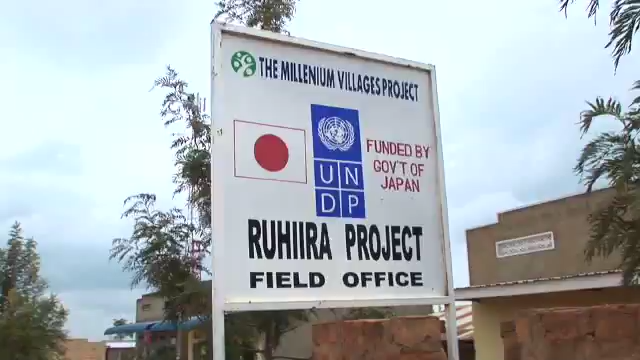 THE MILLENIUM VILLAGES PROJECT
UN
DP
FUNDED BY
GOV'T OF
JAPAN
RUHIIRA PROJECT
FIELD OFFICE